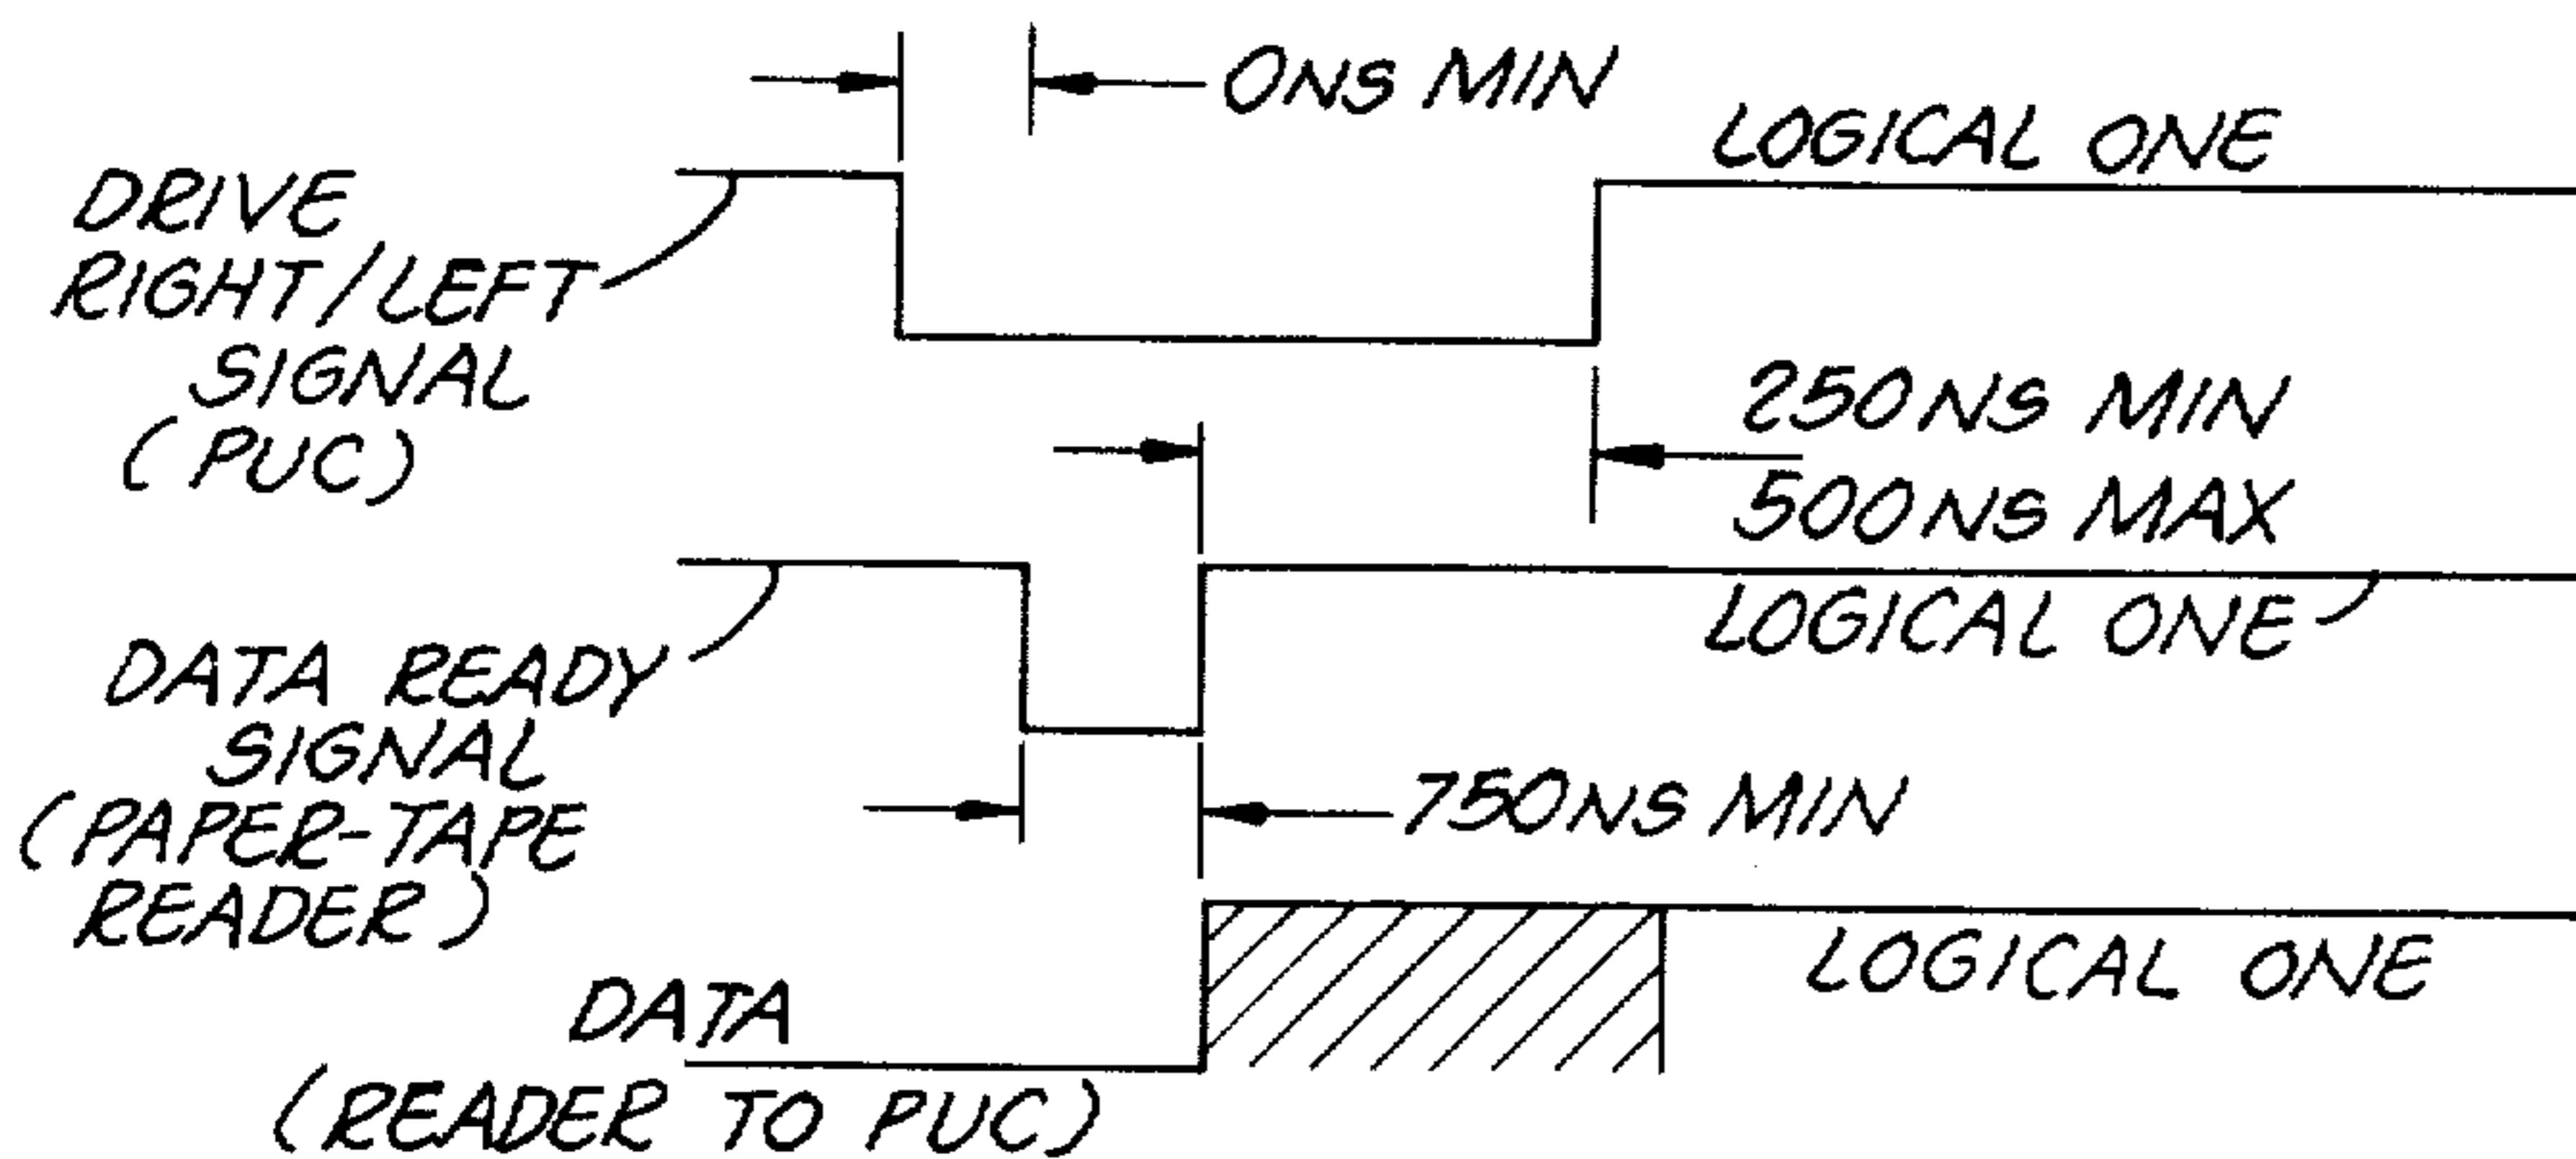 0NS MIN
LOGICAL ONE
DRIVE
RIGHT/LEFT
SIGNAL
(PUC)
250NS MIN
500NS MAX
LOGICAL ONE
DATA READY
SIGNAL
(PAPER-TAPE
READER)
750NS MIN
LOGICAL ONE
DATA
(READER TO PUC)